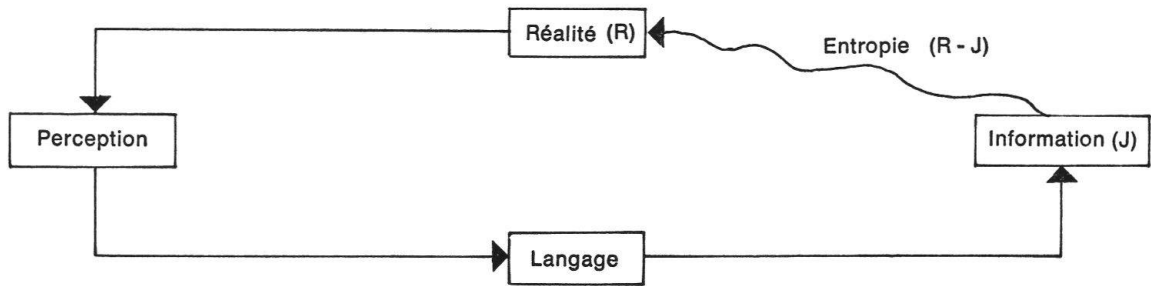 Réalité (R)
Entropie (R - J)
Perception
Information (J)
Langage